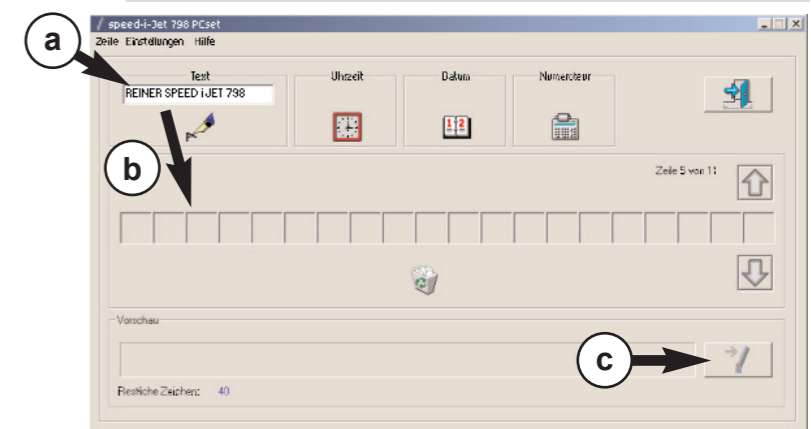 speed-i-Jet 798 PCset
Zeile Einstellungen Hilfe
a
Text Uhrzeit Datum Numeroteur
REINER SPEED iJET 798
b
Zeile 5 von 11
Vorschau
c
Restliche Zeichen: 40